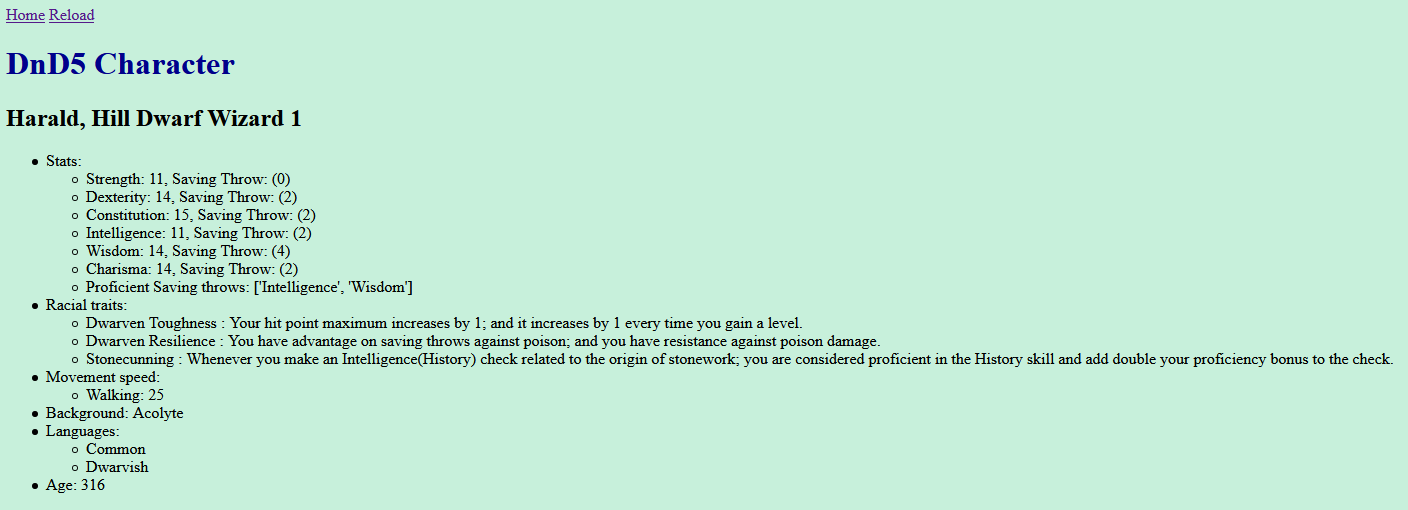 Home Reload
DnD5 Character
Harald, Hill Dwarf Wizard 1
Stats:
Strength: 11, Saving Throw: (0)
Dexterity: 14, Saving Throw: (2)
Constitution: 15, Saving Throw: (2)
Intelligence: 11, Saving Throw: (2)
Wisdom: 14, Saving Throw: (4)
Charisma: 14, Saving Throw: (2)
Proficient Saving throws: ['Intelligence', 'Wisdom']
Racial traits:
Dwarven Toughness : Your hit point maximum increases by 1; and it increases by 1 every time you gain a level.
Dwarven Resilience : You have advantage on saving throws against poison; and you have resistance against poison damage.
Stonecunning : Whenever you make an Intelligence(History) check related to the origin of stonework; you are considered proficient in the History skill and add double your proficiency bonus to the check.
Movement speed:
Walking: 25
Background: Acolyte
Languages:
Common
Dwarvish
Age: 316